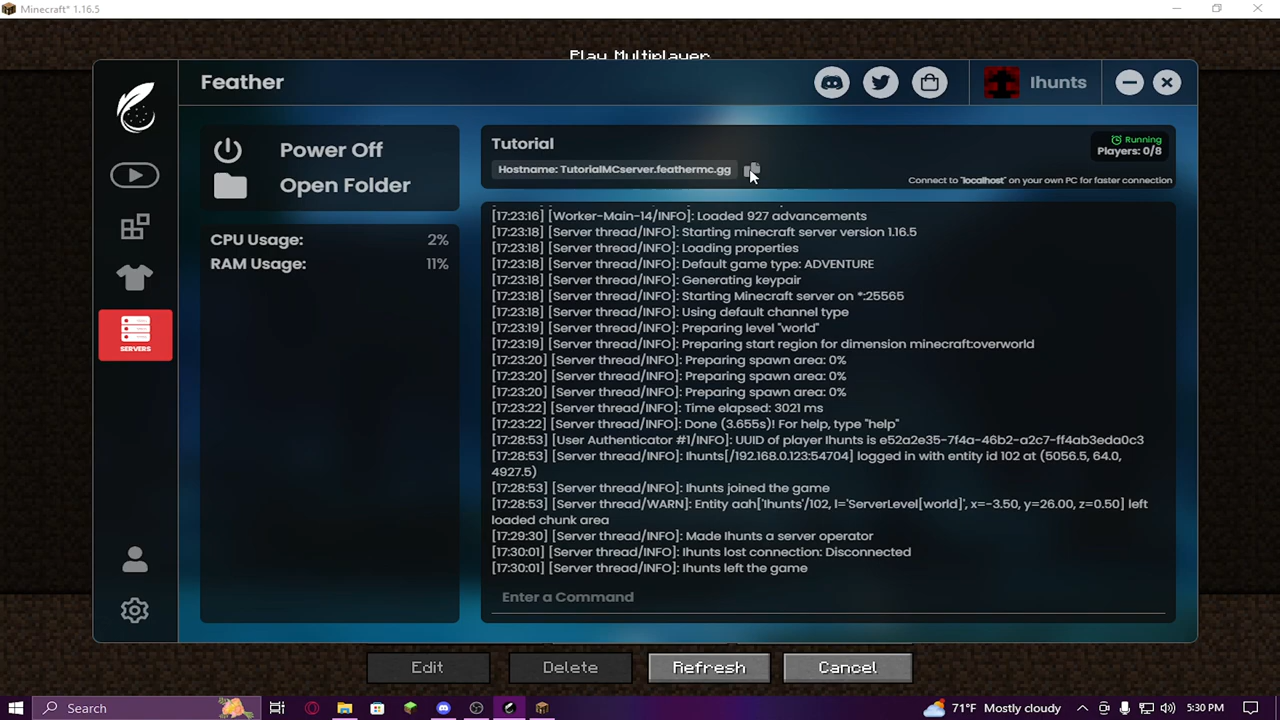 Minecraft* 1.16.5
Play Multiplayer
Feather
Ihunts
Power Off
Open Folder
CPU Usage: 2%
RAM Usage: 11%
SERVERS
Tutorial
Hostname: TutorialMCserver.feathermc.gg
Running
Players: 0/8
Connect to "localhost" on your own PC for faster connection
[17:23:16] [Worker-Main-14/INFO]: Loaded 927 advancements
[17:23:18] [Server thread/INFO]: Starting minecraft server version 1.16.5
[17:23:18] [Server thread/INFO]: Loading properties
[17:23:18] [Server thread/INFO]: Default game type: ADVENTURE
[17:23:18] [Server thread/INFO]: Generating keypair
[17:23:18] [Server thread/INFO]: Starting Minecraft server on *:25565
[17:23:18] [Server thread/INFO]: Using default channel type
[17:23:19] [Server thread/INFO]: Preparing level "world"
[17:23:19] [Server thread/INFO]: Preparing start region for dimension minecraft:overworld
[17:23:20] [Server thread/INFO]: Preparing spawn area: 0%
[17:23:20] [Server thread/INFO]: Preparing spawn area: 0%
[17:23:20] [Server thread/INFO]: Preparing spawn area: 0%
[17:23:22] [Server thread/INFO]: Time elapsed: 3021 ms
[17:23:22] [Server thread/INFO]: Done (3.655s)! For help, type "help"
[17:28:53] [User Authenticator #1/INFO]: UUID of player Ihunts is e52a2e35-7f4a-46b2-a2c7-ff4ab3eda0c3
[17:28:53] [Server thread/INFO]: Ihunts[/192.168.0.123:54704] logged in with entity id 102 at (5056.5, 64.0,
4927.5)
[17:28:53] [Server thread/INFO]: Ihunts joined the game
[17:28:53] [Server thread/WARN]: Entity aah['Ihunts'/102, l='ServerLevel[world]', x=-3.50, y=26.00, z=0.50] left
loaded chunk area
[17:29:30] [Server thread/INFO]: Made Ihunts a server operator
[17:30:01] [Server thread/INFO]: Ihunts lost connection: Disconnected
[17:30:01] [Server thread/INFO]: Ihunts left the game
Enter a Command
Edit
Delete
Refresh
Cancel
Search
71°F Mostly cloudy
5:30 PM